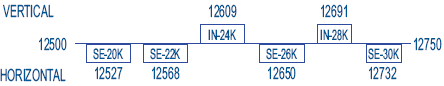 VERTICAL 12609 12691
IN-24K IN-28K
12500 12750
SE-20K SE-22K SE-26K SE-30K
HORIZONTAL 12527 12568 12650 12732